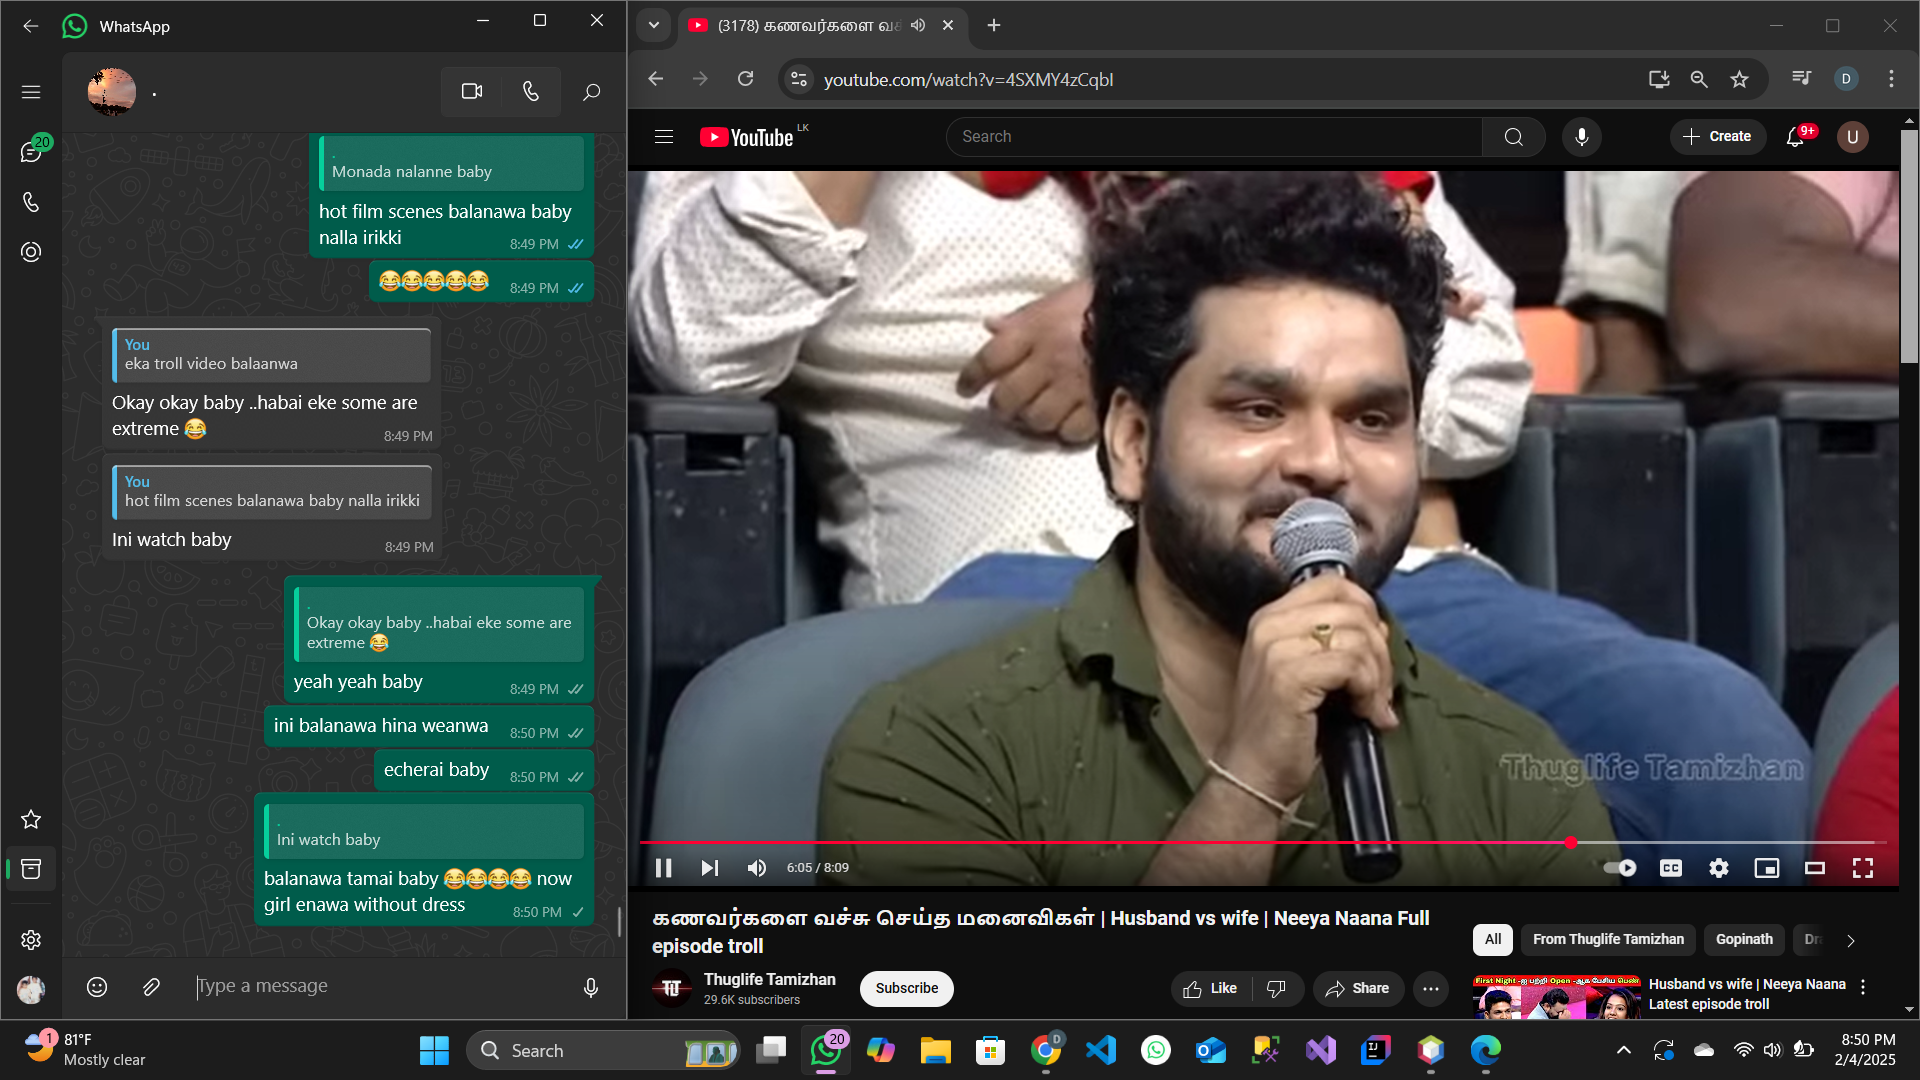 WhatsApp
.
20
.
Monada nalanne baby
hot film scenes balanawa baby
nalla irikki
8:49 PM
😂😂😂😂😂 8:49 PM
You
eka troll video balaanwa
Okay okay baby ..habai eke some are
extreme 😂
8:49 PM
You
hot film scenes balanawa baby nalla irikki
Ini watch baby
8:49 PM
.
Okay okay baby ..habai eke some are
extreme 😂
yeah yeah baby 8:49 PM
ini balanawa hina weanwa 8:50 PM
echerai baby 8:50 PM
.
Ini watch baby
balanawa tamai baby 😂😂😂😂 now
girl enawa without dress 8:50 PM
Type a message
(3178) கணவர்களை வச்
youtube.com/watch?v=4SXMY4zCqbI
D
YouTube LK
Search
Create
9+
U
Thuglife Tamizhan
6:05 / 8:09
CC
கணவர்களை வச்சு செய்த மனைவிகள் | Husband vs wife | Neeya Naana Full
episode troll
TLT
Thuglife Tamizhan
29.6K subscribers
Subscribe
Like
Share
All
From Thuglife Tamizhan
Gopinath
First Night -ஐ பற்றி Open -ஆக பேசிய பெண்
Husband vs wife | Neeya Naana
Latest episode troll
1
81°F
Mostly clear
Search
20
D
IJ
8:50 PM
2/4/2025